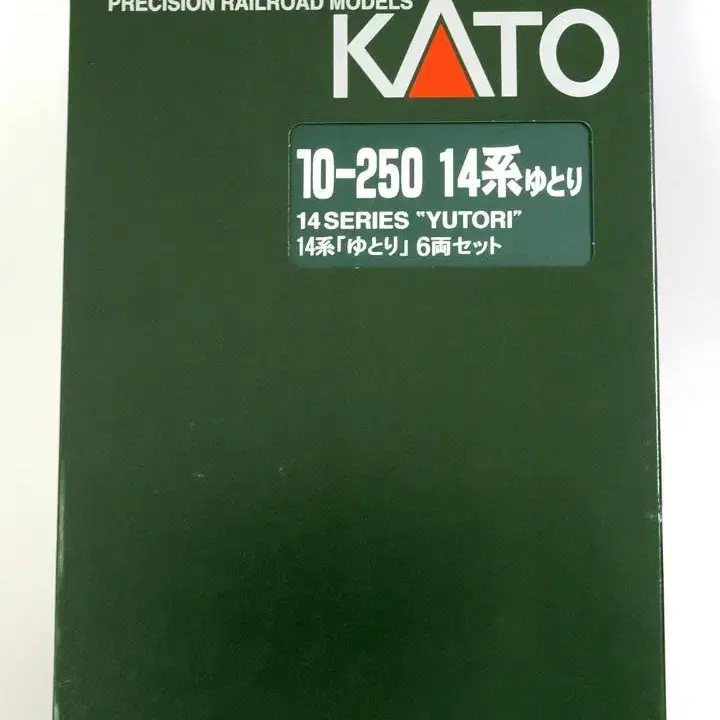 PRECISION RAILROAD MODELS
KATO
10-250 14系ゆとり
14 SERIES "YUTORI"
14系「ゆとり」 6両セット